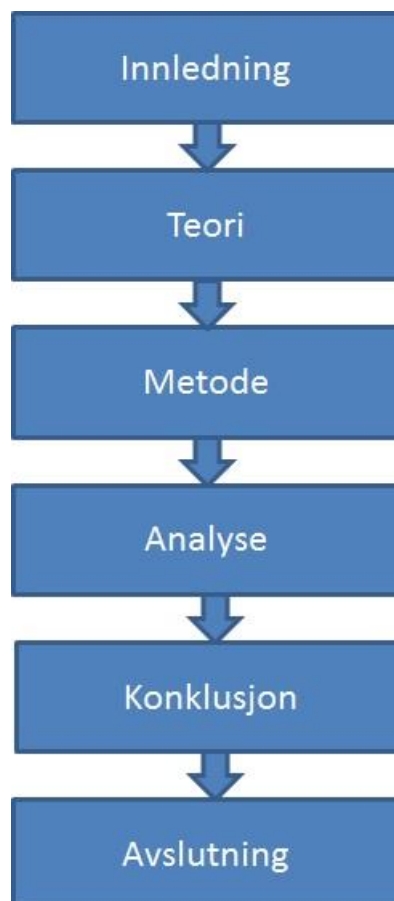 Innledning
Teori
Metode
Analyse
Konklusjon
Avslutning